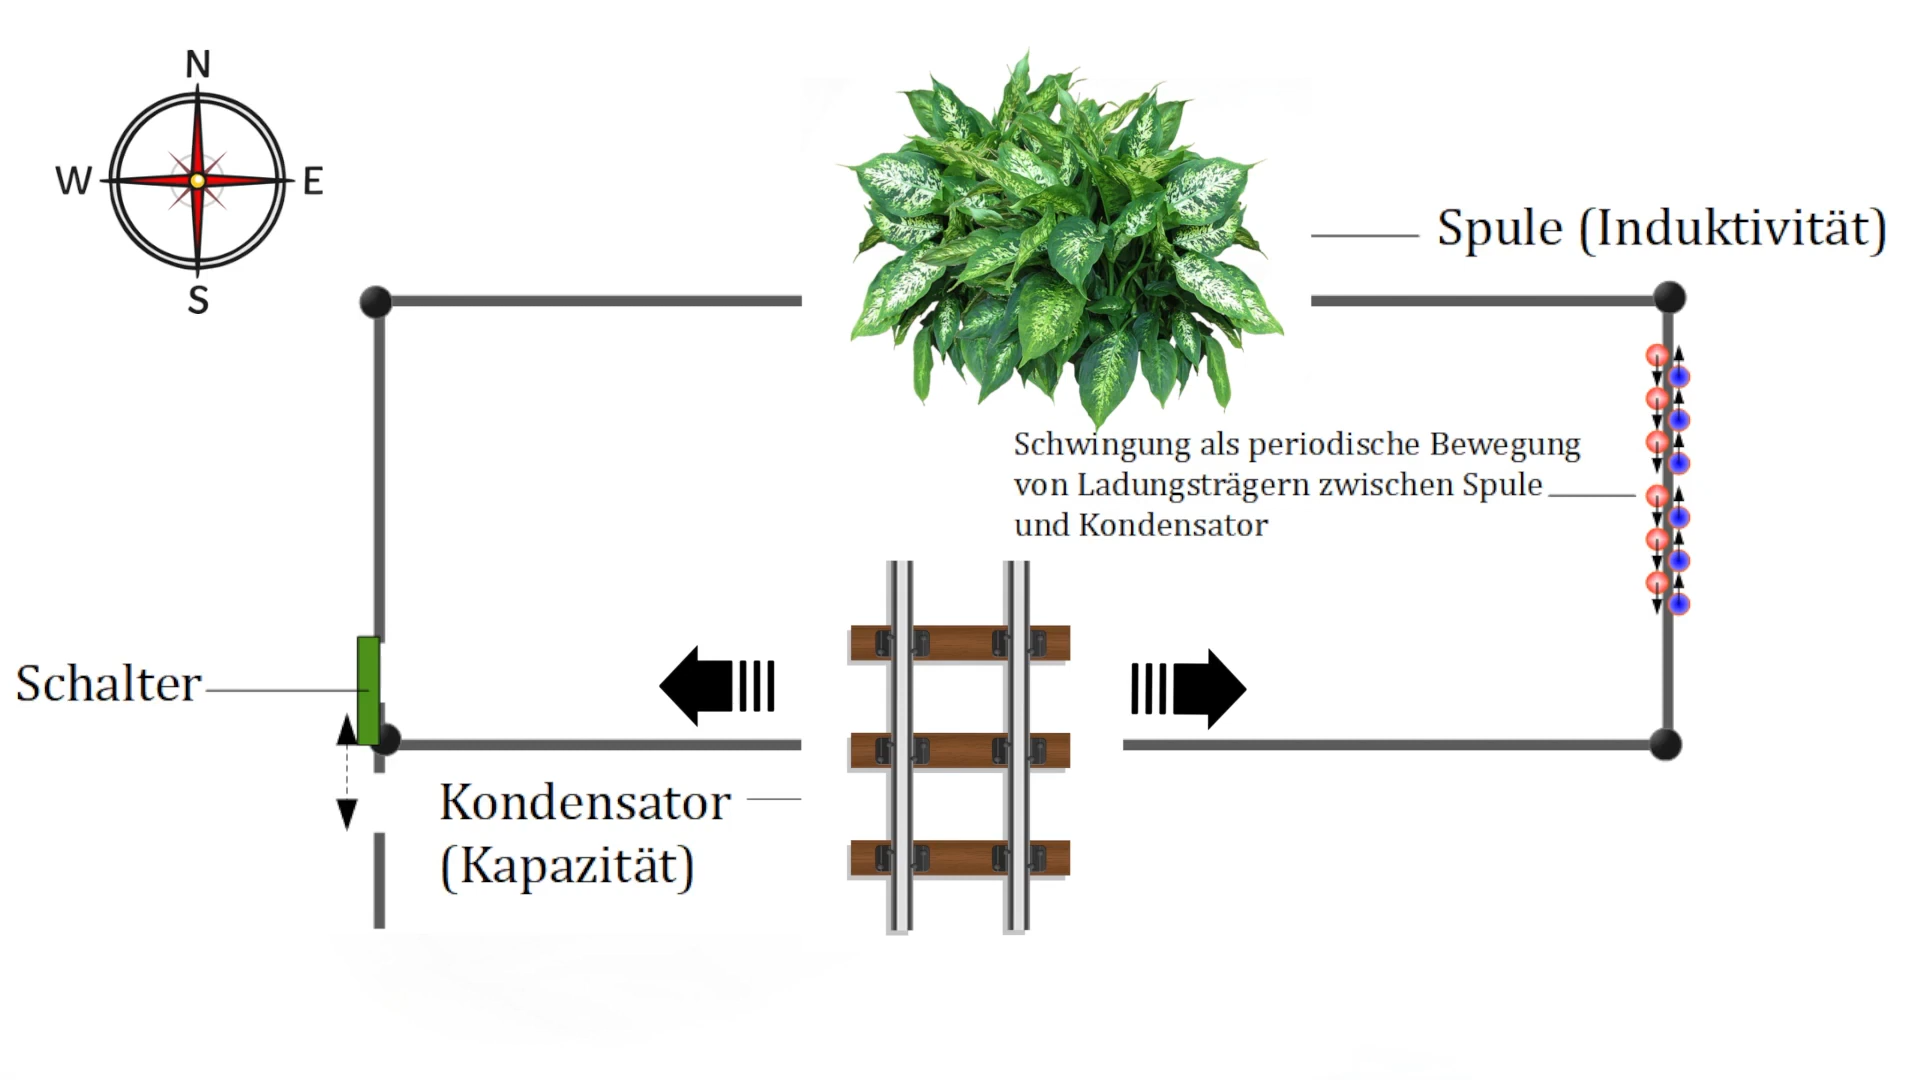 N
W
E
S
Spule (Induktivität)
Schwingung als periodische Bewegung
von Ladungsträgern zwischen Spule
und Kondensator
Schalter
Kondensator
(Kapazität)